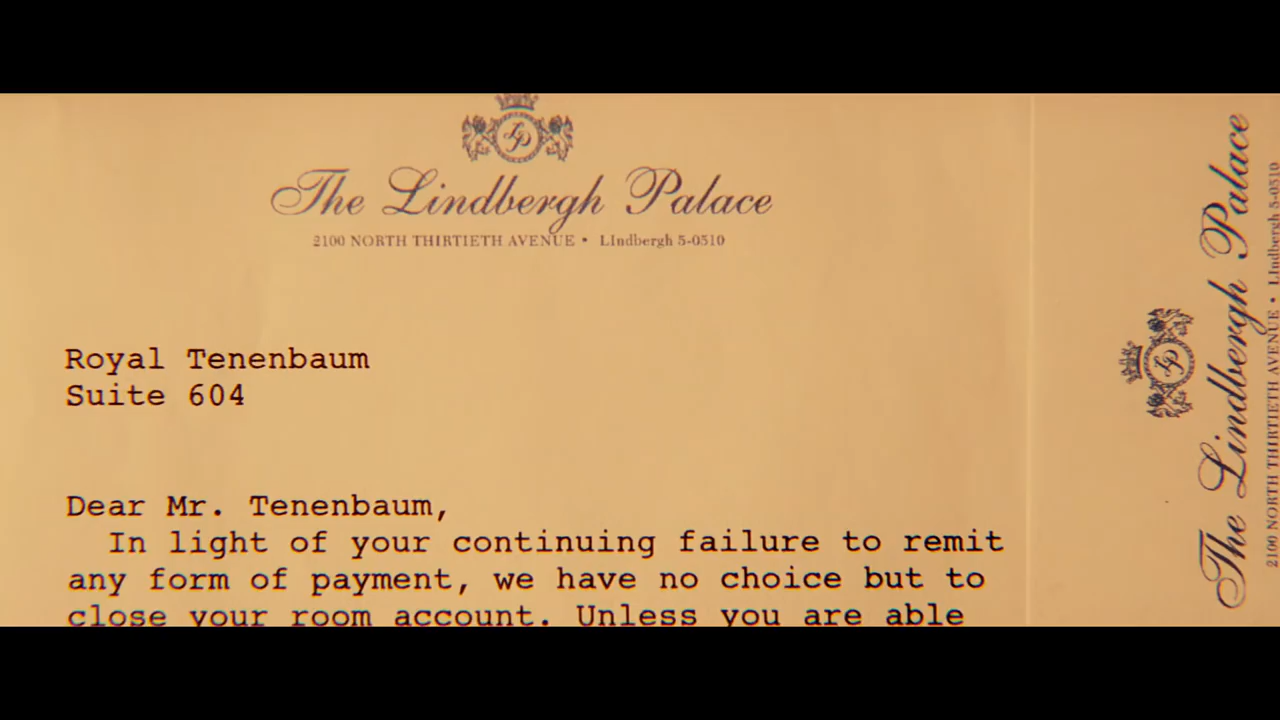 LP
The Lindbergh Palace
2100 NORTH THIRTIETH AVENUE • LIndbergh 5-0510
Royal Tenenbaum
Suite 604
Dear Mr. Tenenbaum,
In light of your continuing failure to remit
any form of payment, we have no choice but to
close your room account. Unless you are able
LP
The Lindbergh Palace
2100 NORTH THIRTIETH AVENUE • LIndbergh 5-0510